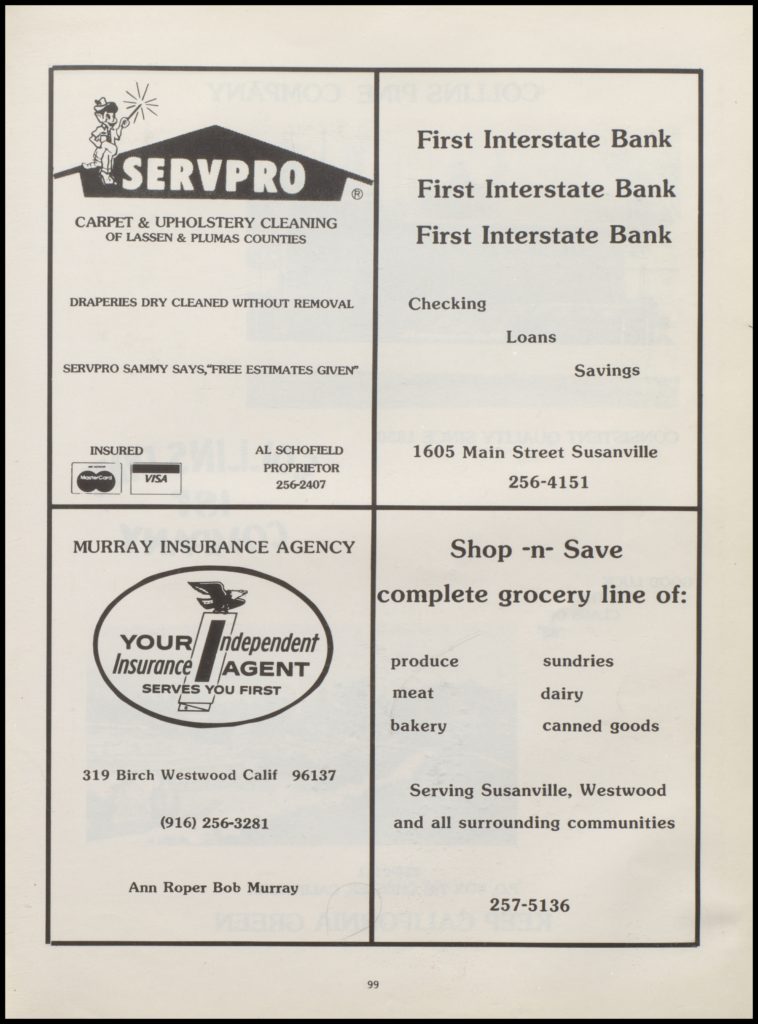 SERVPRO
®
CARPET & UPHOLSTERY CLEANING
OF LASSEN & PLUMAS COUNTIES
DRAPERIES DRY CLEANED WITHOUT REMOVAL
SERVPRO SAMMY SAYS,"FREE ESTIMATES GIVEN"
INSURED
MasterCard
VISA
AL SCHOFIELD
PROPRIETOR
256-2407
First Interstate Bank
First Interstate Bank
First Interstate Bank
Checking
Loans
Savings
1605 Main Street Susanville
256-4151
MURRAY INSURANCE AGENCY
YOUR Independent
Insurance AGENT
SERVES YOU FIRST
319 Birch Westwood Calif 96137
(916) 256-3281
Ann Roper Bob Murray
Shop -n- Save
complete grocery line of:
produce sundries
meat dairy
bakery canned goods
Serving Susanville, Westwood
and all surrounding communities
257-5136
99